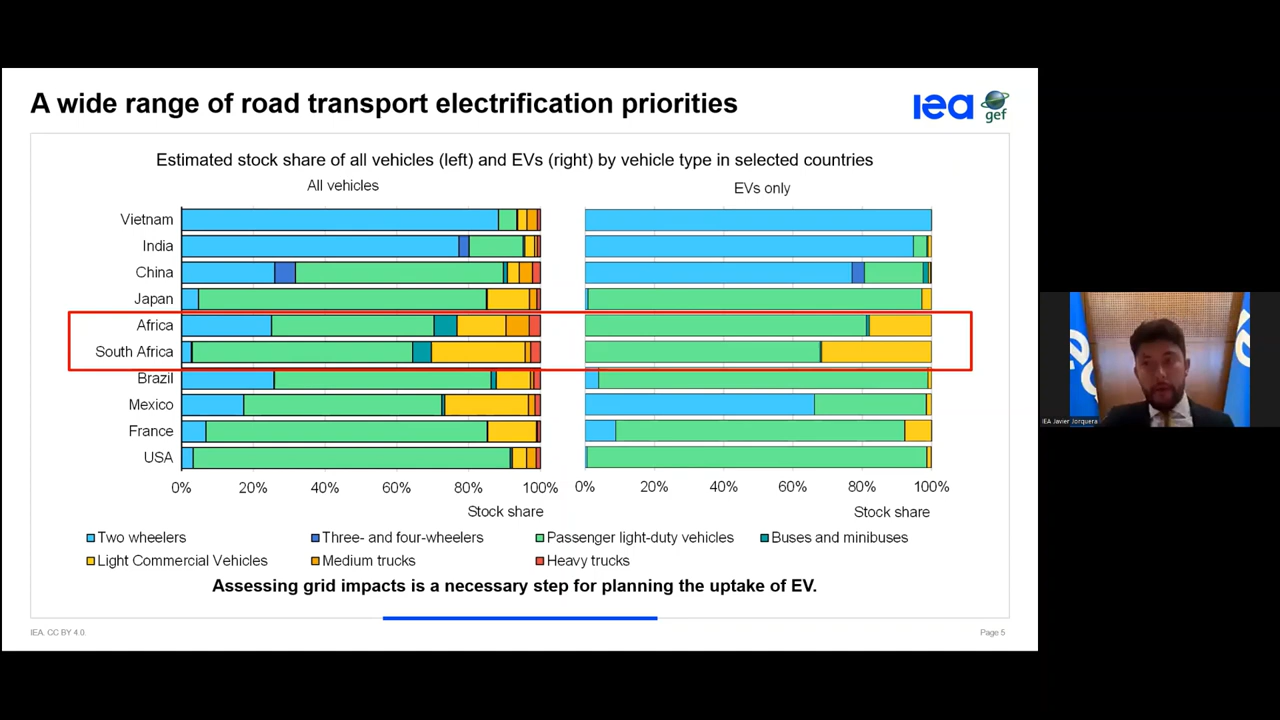 A wide range of road transport electrification priorities
iea
gef
Estimated stock share of all vehicles (left) and EVs (right) by vehicle type in selected countries
All vehicles
EVs only
Vietnam
India
China
Japan
Africa
South Africa
Brazil
Mexico
France
USA
0% 20% 40% 60% 80% 100%
0% 20% 40% 60% 80% 100%
Stock share
Stock share
Two wheelers Three- and four-wheelers Passenger light-duty vehicles Buses and minibuses
Light Commercial Vehicles Medium trucks Heavy trucks
Assessing grid impacts is a necessary step for planning the uptake of EV.
IEA. CC BY 4.0.
Page 5
IEA Javier Jorquera